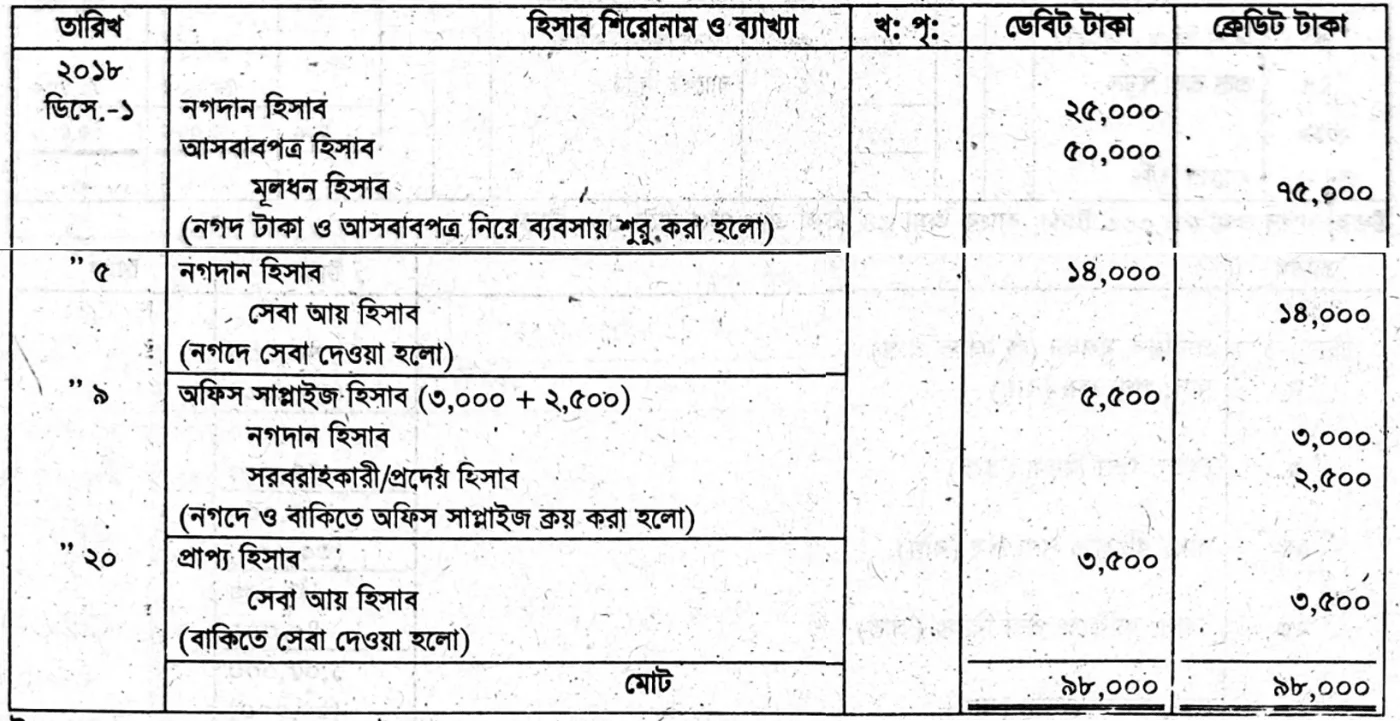 তারিখ হিসাব শিরোনাম ও ব্যাখ্যা খ: পৃ: ডেবিট টাকা ক্রেডিট টাকা
২০১৮
ডিসে.-১ নগদান হিসাব ২৫,০০০
আসবাবপত্র হিসাব ৫০,০০০
মূলধন হিসাব ৭৫,০০০
(নগদ টাকা ও আসবাবপত্র নিয়ে ব্যবসায় শুরু করা হলো)
" ৫ নগদান হিসাব ১৪,০০০
সেবা আয় হিসাব ১৪,০০০
(নগদে সেবা দেওয়া হলো)
" ৯ অফিস সাপ্লাইজ হিসাব (৩,০০০ + ২,৫০০) ৫,৫০০
নগদান হিসাব ৩,০০০
সরবরাহকারী/প্রদেয় হিসাব ২,৫০০
(নগদে ও বাকিতে অফিস সাপ্লাইজ ক্রয় করা হলো)
" ২০ প্রাপ্য হিসাব ৩,৫০০
সেবা আয় হিসাব ৩,৫০০
(বাকিতে সেবা দেওয়া হলো)
মোট ৯৮,০০০ ৯৮,০০০